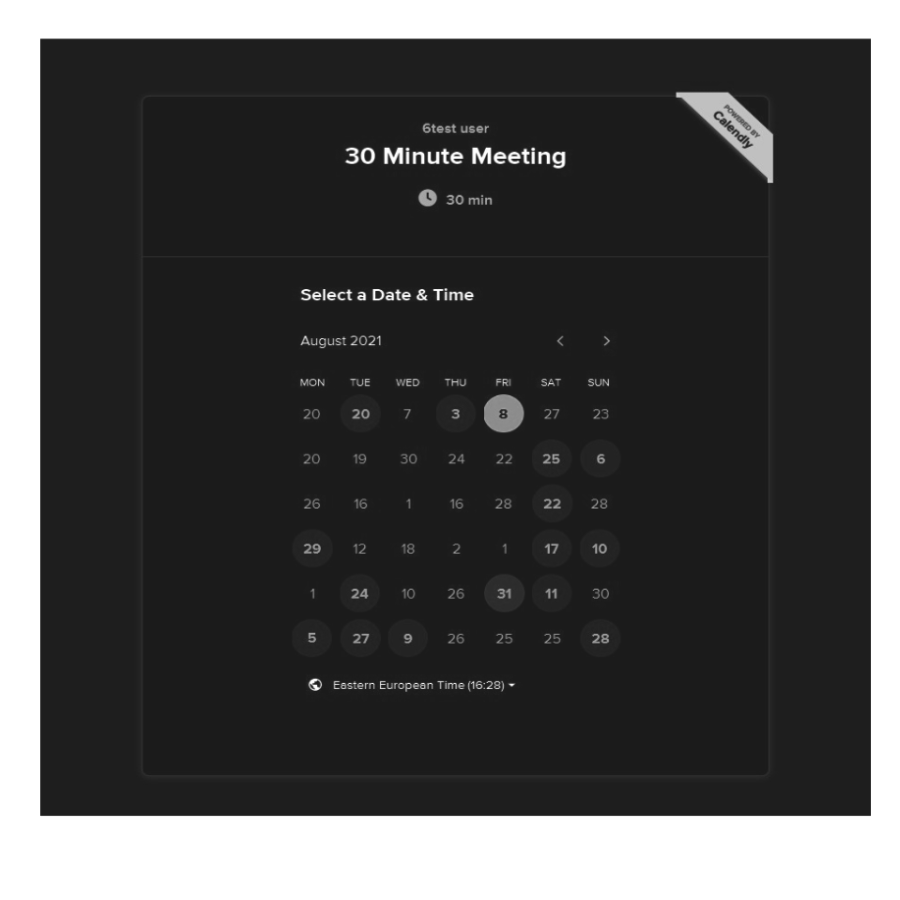 POWERED BY
Calendly
6test user
30 Minute Meeting
30 min
Select a Date & Time
August 2021
MON TUE WED THU FRI SAT SUN
20 20 7 3 8 27 23
20 19 30 24 22 25 6
26 16 1 16 28 22 28
29 12 18 2 1 17 10
1 24 10 26 31 11 30
5 27 9 26 25 25 28
Eastern European Time (16:28)